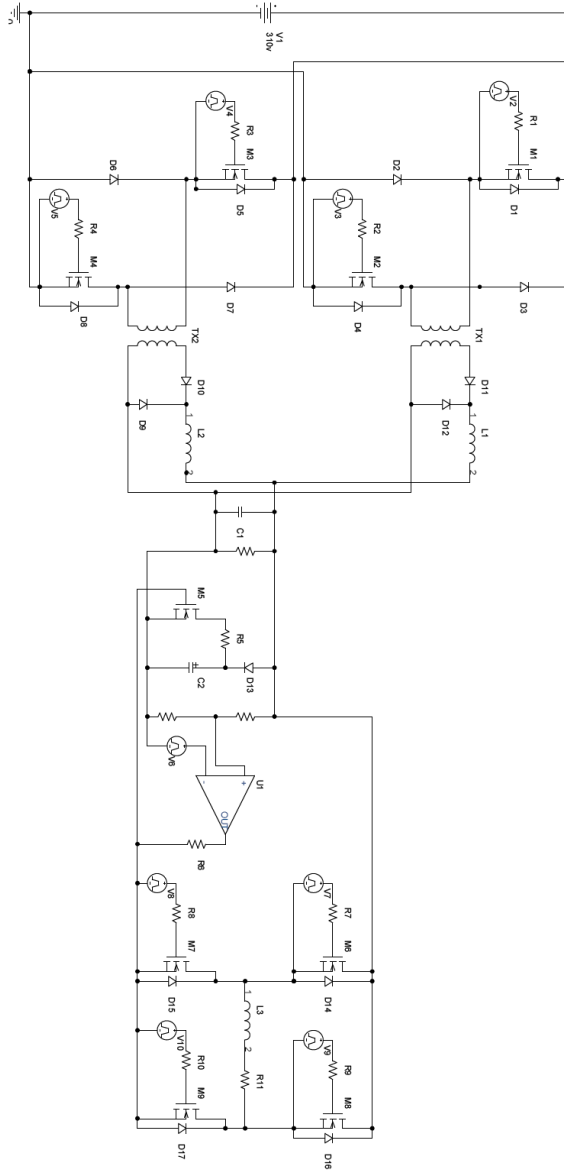 V1
310v
V4
R3
M3
D5
V2
R1
M1
D1
D6
D2
V5
R4
M4
D8
V3
R2
M2
D4
D7
D3
TX2
TX1
D10
D11
D9
D12
1
L2
2
1
L1
2
C1
M5
R5
C2
D13
V6
-
+
U1
OUT
R6
V8
R8
M7
D15
V7
R7
M6
D14
1
L3
2
R11
V10
R10
M9
D17
V9
R9
M8
D16